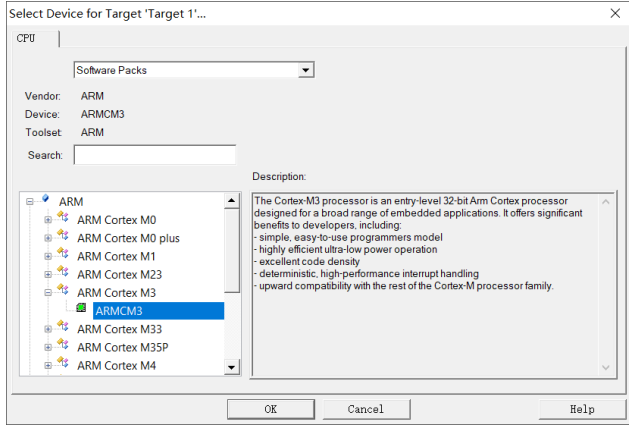 Select Device for Target 'Target 1'...
CPU
Software Packs
Vendor: ARM
Device: ARMCM3
Toolset: ARM
Search:
Description:
ARM
ARM Cortex M0
ARM Cortex M0 plus
ARM Cortex M1
ARM Cortex M23
ARM Cortex M3
ARMCM3
ARM Cortex M33
ARM Cortex M35P
ARM Cortex M4
The Cortex-M3 processor is an entry-level 32-bit Arm Cortex processor
designed for a broad range of embedded applications. It offers significant
benefits to developers, including:
- simple, easy-to-use programmers model
- highly efficient ultra-low power operation
- excellent code density
- deterministic, high-performance interrupt handling
- upward compatibility with the rest of the Cortex-M processor family.
OK
Cancel
Help